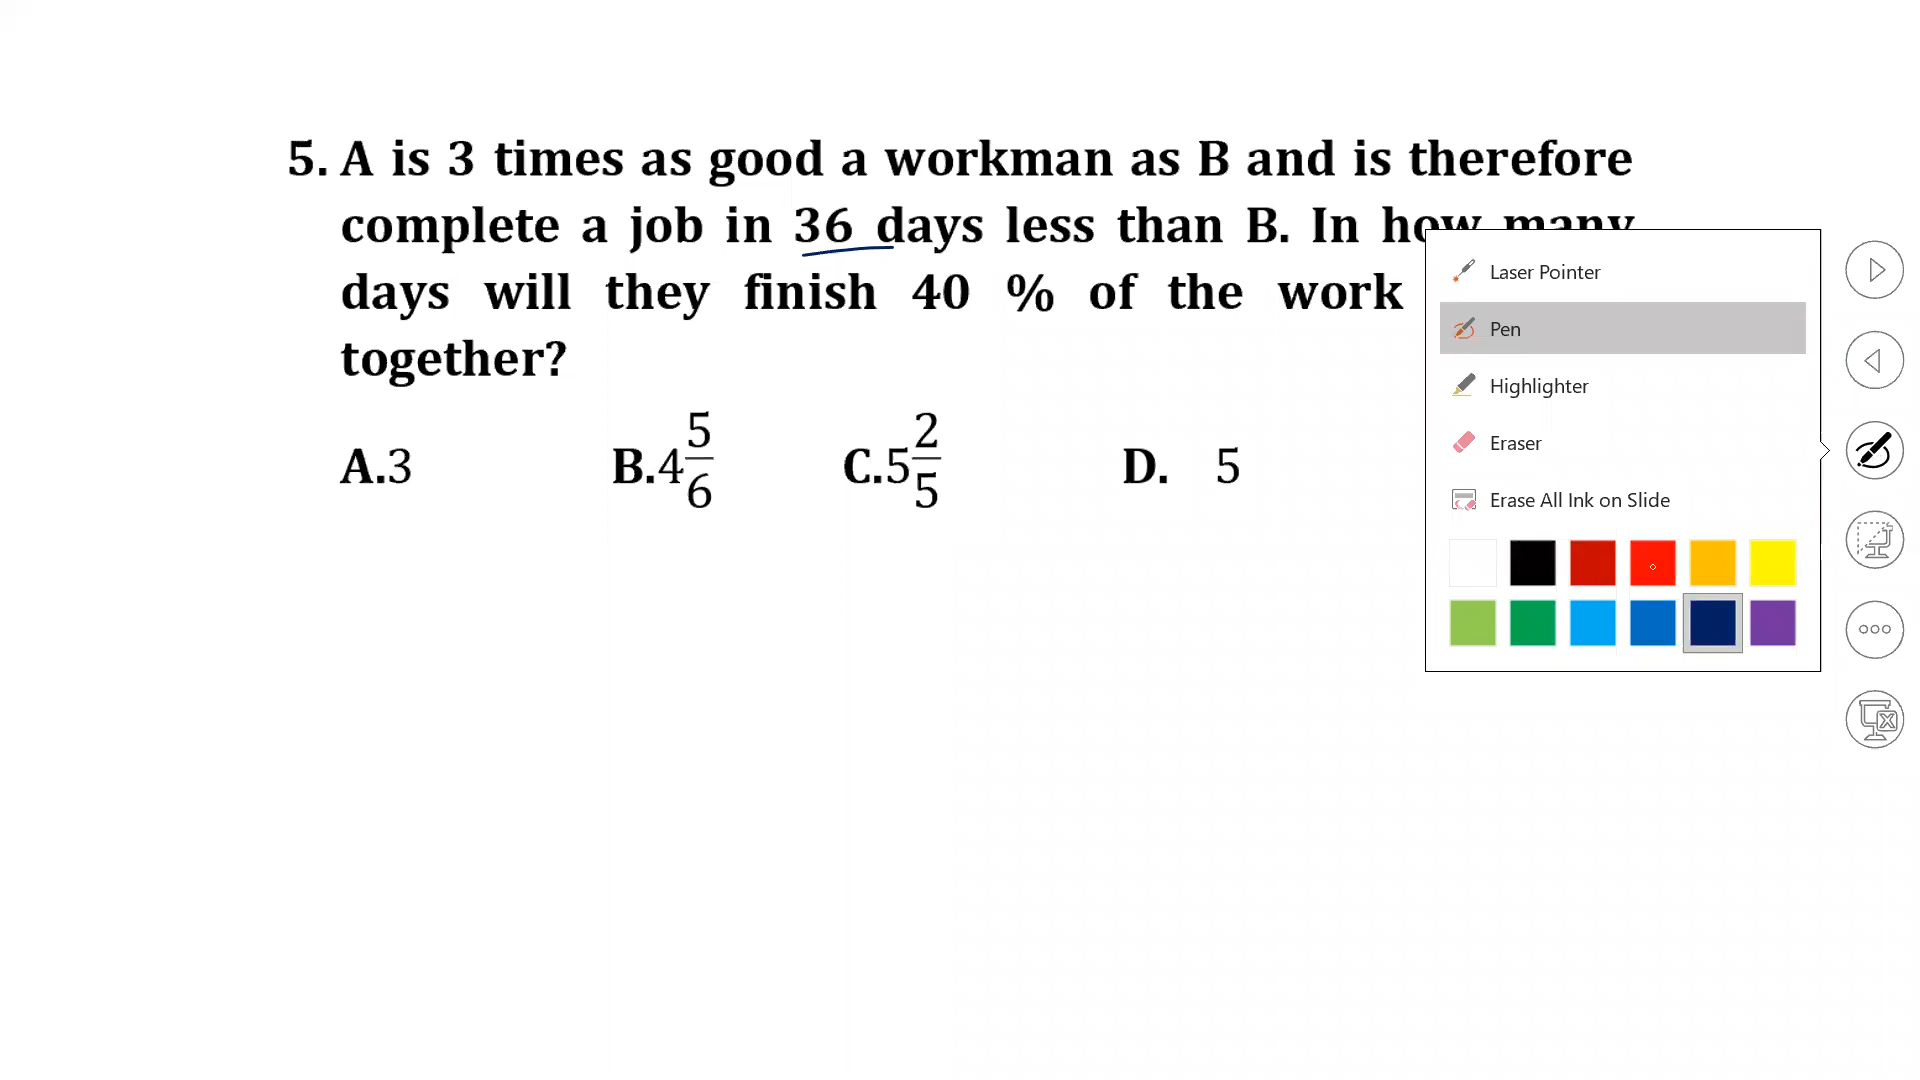 5. A is 3 times as good a workman as B and is therefore
complete a job in 36 days less than B. In how many
days will they finish 40 % of the work
together?
A.3 B.4 5/6 C.5 2/5 D. 5
Laser Pointer
Pen
Highlighter
Eraser
Erase All Ink on Slide